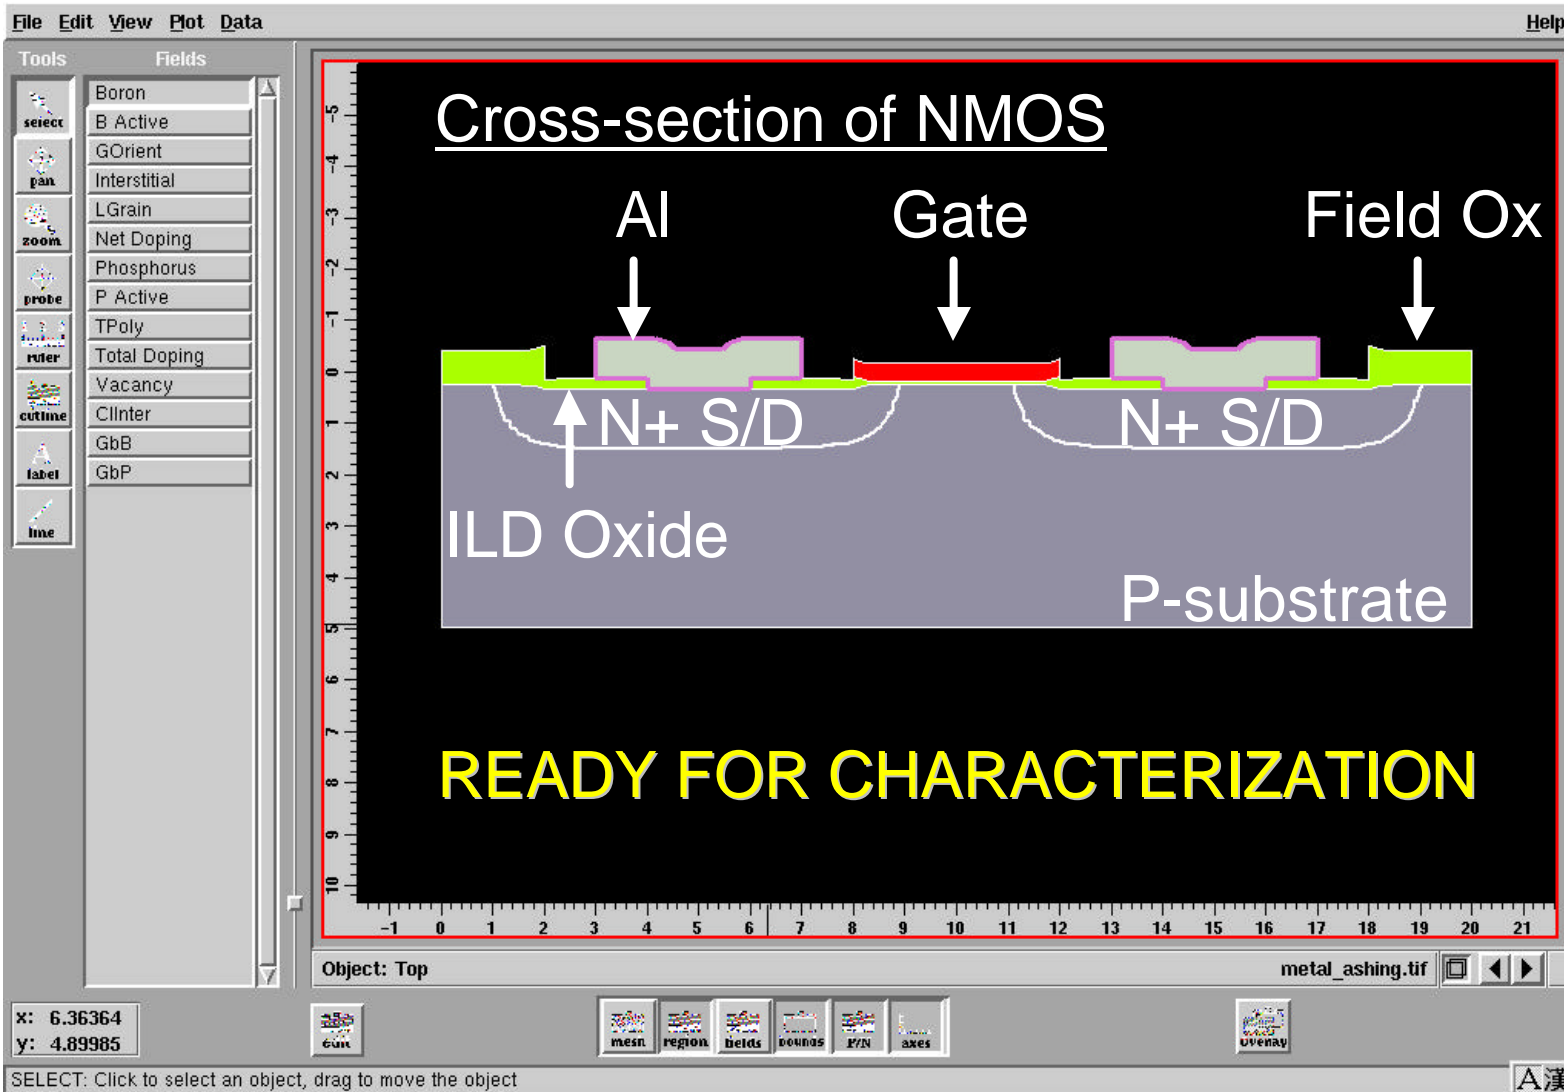 File Edit View Plot Data Help
Tools Fields
select
pan
zoom
probe
ruler
cutline
label
line
Boron
B Active
GOrient
Interstitial
LGrain
Net Doping
Phosphorus
P Active
TPoly
Total Doping
Vacancy
ClInter
GbB
GbP
Cross-section of NMOS
Al Gate Field Ox
N+ S/D N+ S/D
ILD Oxide
P-substrate
READY FOR CHARACTERIZATION
-5
-4
-3
-2
-1
0
1
2
3
4
5
6
7
8
9
10
-1 0 1 2 3 4 5 6 7 8 9 10 11 12 13 14 15 16 17 18 19 20 21
Object: Top metal_ashing.tif
x: 6.36364
y: 4.89985
edit mesh region fields bounds P/N axes overlay
SELECT: Click to select an object, drag to move the object
A漢